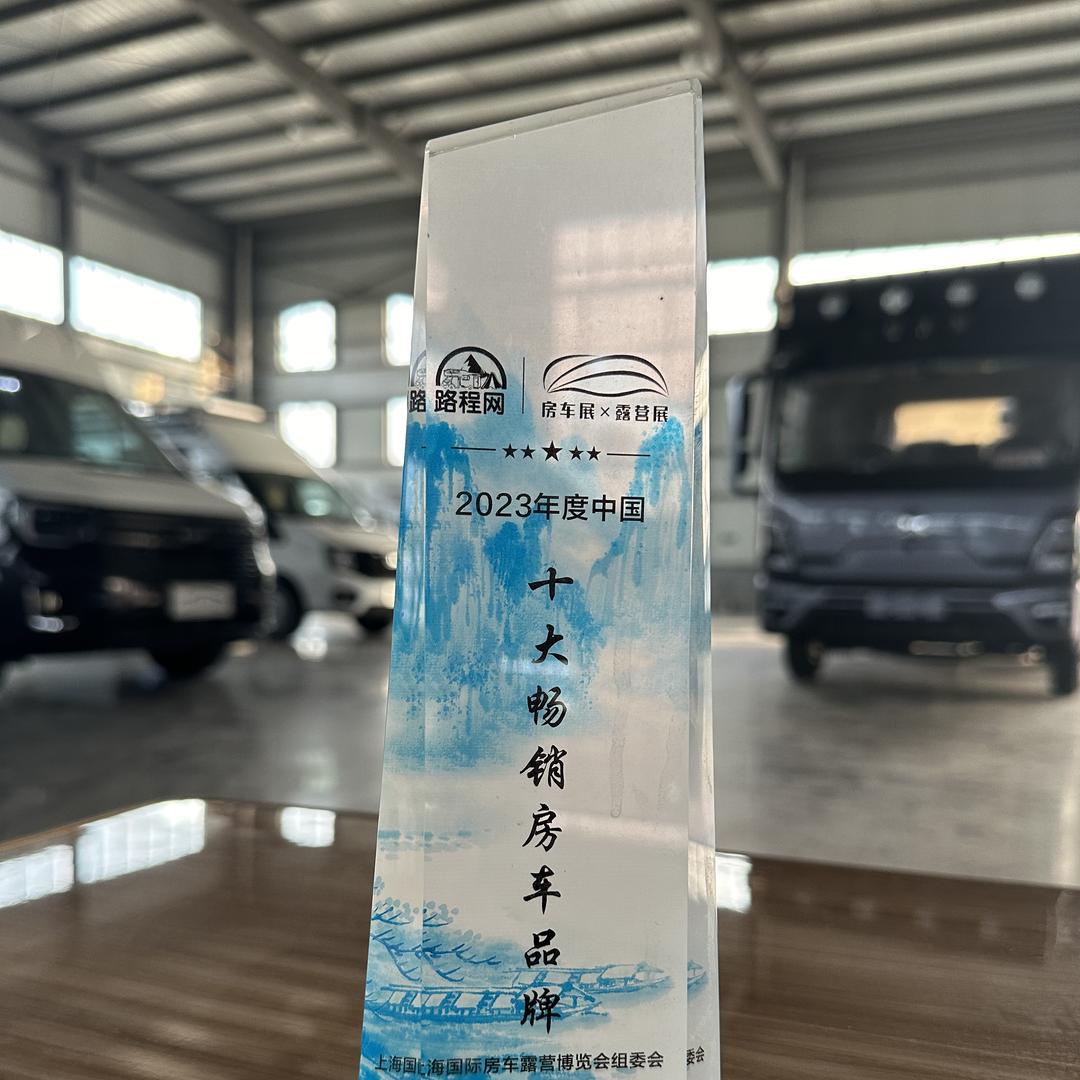 路程网
房车展×露营展
2023年度中国
十大畅销房车品牌
上海国际房车露营博览会组委会